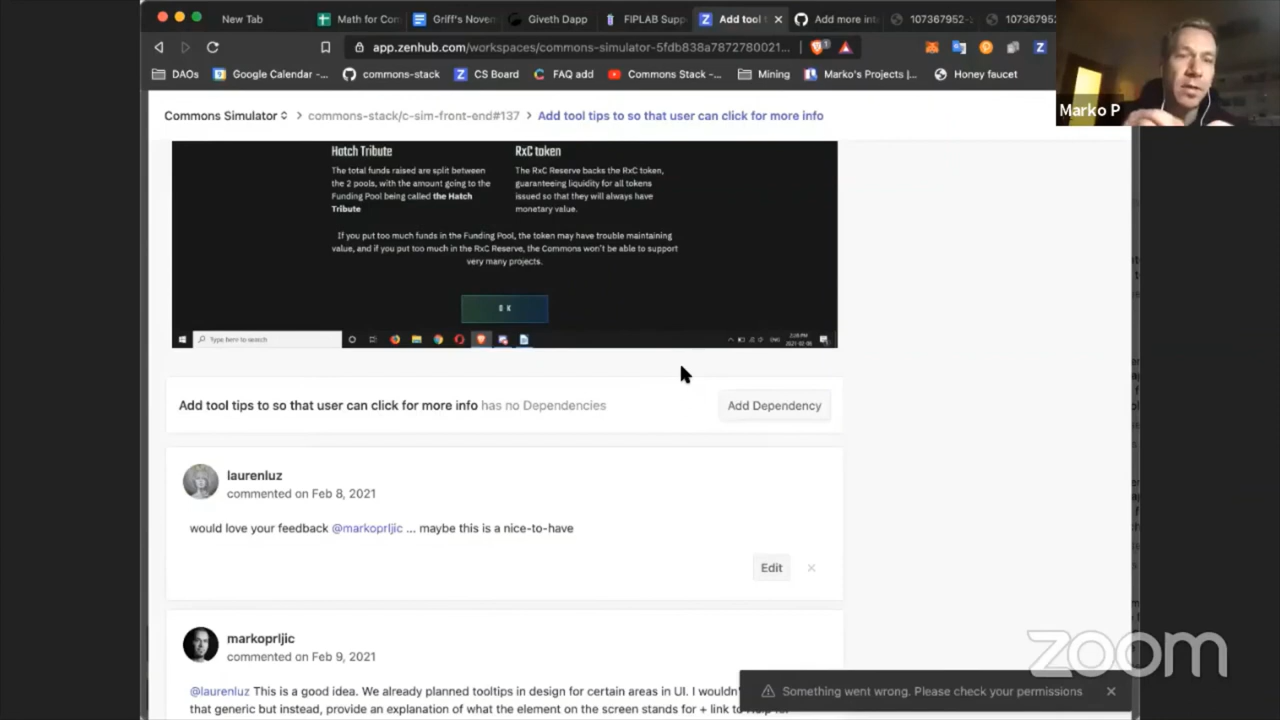 New Tab
Math for Com
Griff's Noven
Giveth Dapp
FIPLAB Supp
Add tool
Add more int
107367952-
107367952
app.zenhub.com/workspaces/commons-simulator-5fdb838a7872780021...
DAOs
Google Calendar -...
commons-stack
CS Board
FAQ add
Commons Stack -...
Mining
Marko's Projects |...
Honey faucet
Marko P
Commons Simulator > commons-stack/c-sim-front-end#137 > Add tool tips to so that user can click for more info
Hatch Tribute
The total funds raised are split between
the 2 pools, with the amount going to the
Funding Pool being called the Hatch
Tribute
RxC token
The RxC Reserve backs the RxC token,
guaranteeing liquidity for all tokens
issued so that they will always have
monetary value.
If you put too much funds in the Funding Pool, the token may have trouble maintaining
value, and if you put too much in the RxC Reserve, the Commons won't be able to support
very many projects.
OK
Type here to search
ENG
2021-02-08
Add tool tips to so that user can click for more info has no Dependencies
Add Dependency
laurenluz
commented on Feb 8, 2021
would love your feedback @markoprljic ... maybe this is a nice-to-have
Edit
markoprljic
commented on Feb 9, 2021
@laurenluz This is a good idea. We already planned tooltips in design for certain areas in UI. I wouldn'
that generic but instead, provide an explanation of what the element on the screen stands for + link to
Something went wrong. Please check your permissions
zoom